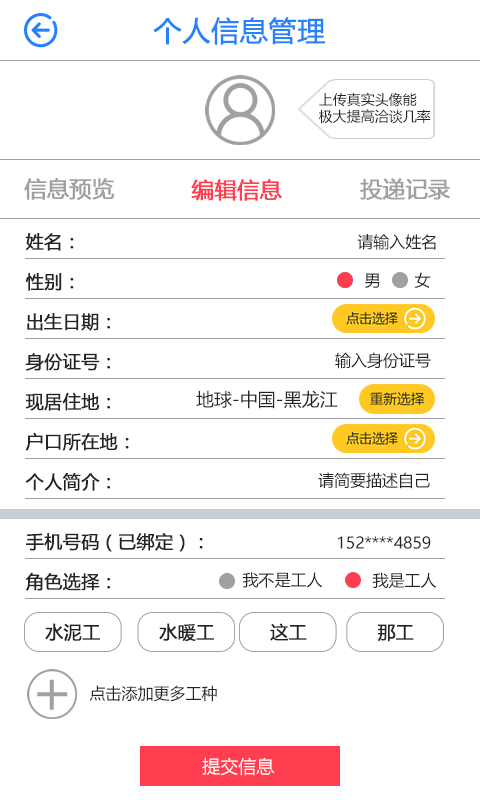 个人信息管理
上传真实头像能
极大提高洽谈几率
信息预览 编辑信息 投递记录
姓名： 请输入姓名
性别： 男 女
出生日期： 点击选择
身份证号： 输入身份证号
现居住地： 地球-中国-黑龙江 重新选择
户口所在地： 点击选择
个人简介： 请简要描述自己
手机号码（已绑定）： 152****4859
角色选择： 我不是工人 我是工人
水泥工 水暖工 这工 那工
点击添加更多工种
提交信息